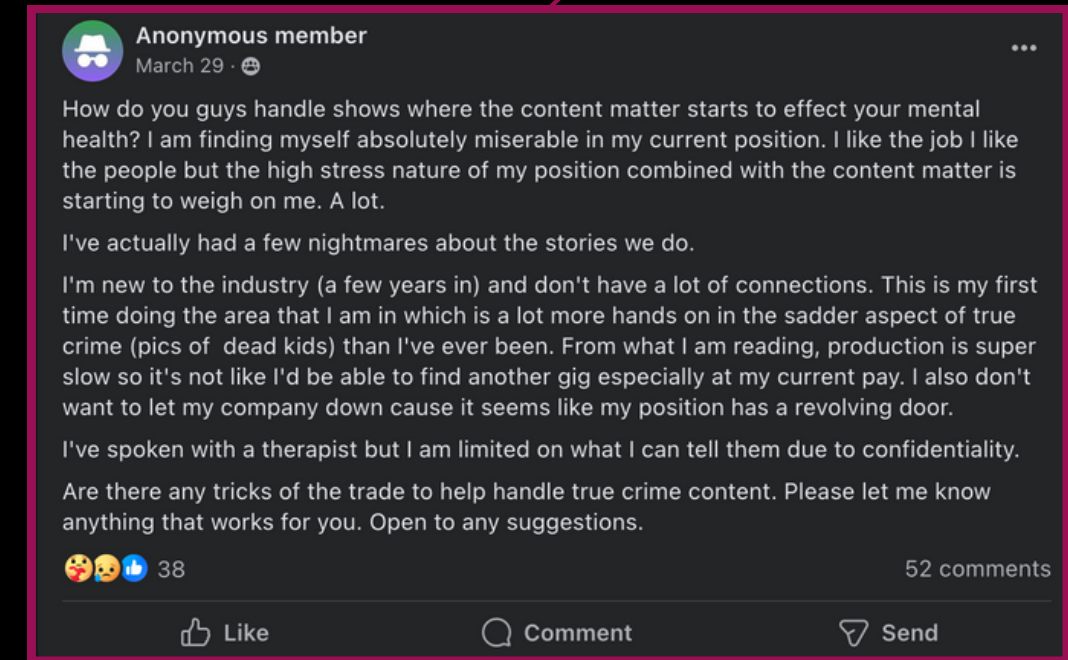 Anonymous member
March 29 ·
How do you guys handle shows where the content matter starts to effect your mental
health? I am finding myself absolutely miserable in my current position. I like the job I like
the people but the high stress nature of my position combined with the content matter is
starting to weigh on me. A lot.
I've actually had a few nightmares about the stories we do.
I'm new to the industry (a few years in) and don't have a lot of connections. This is my first
time doing the area that I am in which is a lot more hands on in the sadder aspect of true
crime (pics of dead kids) than I've ever been. From what I am reading, production is super
slow so it's not like I'd be able to find another gig especially at my current pay. I also don't
want to let my company down cause it seems like my position has a revolving door.
I've spoken with a therapist but I am limited on what I can tell them due to confidentiality.
Are there any tricks of the trade to help handle true crime content. Please let me know
anything that works for you. Open to any suggestions.
38 52 comments
Like Comment Send